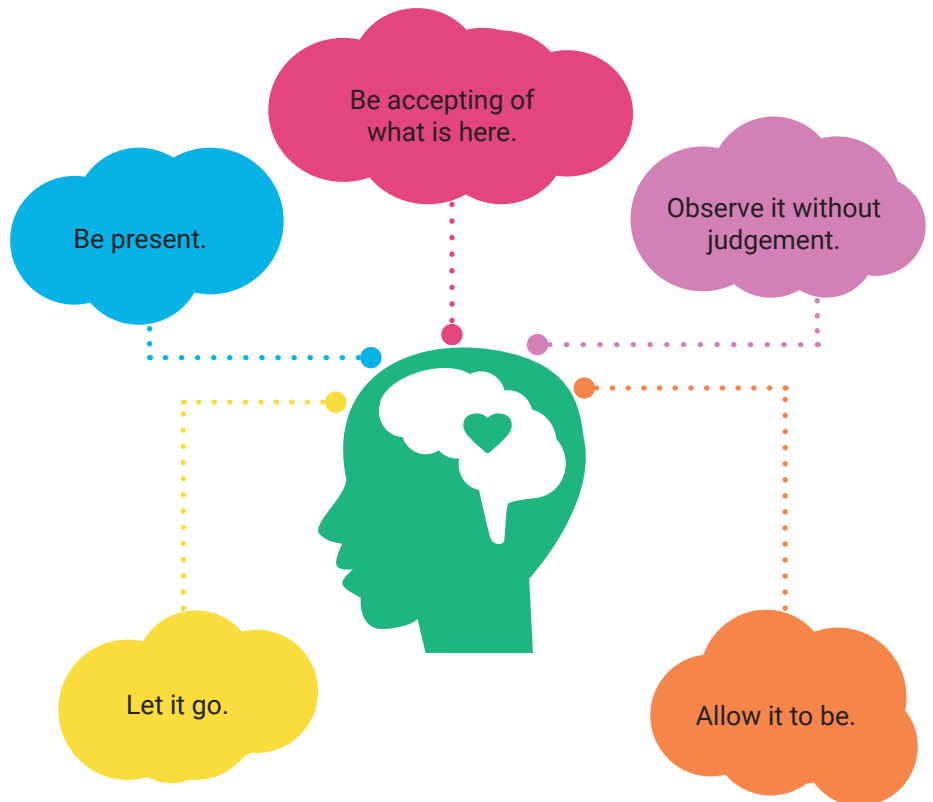 Be accepting of
what is here.
Be present.
Observe it without
judgement.
Let it go.
Allow it to be.